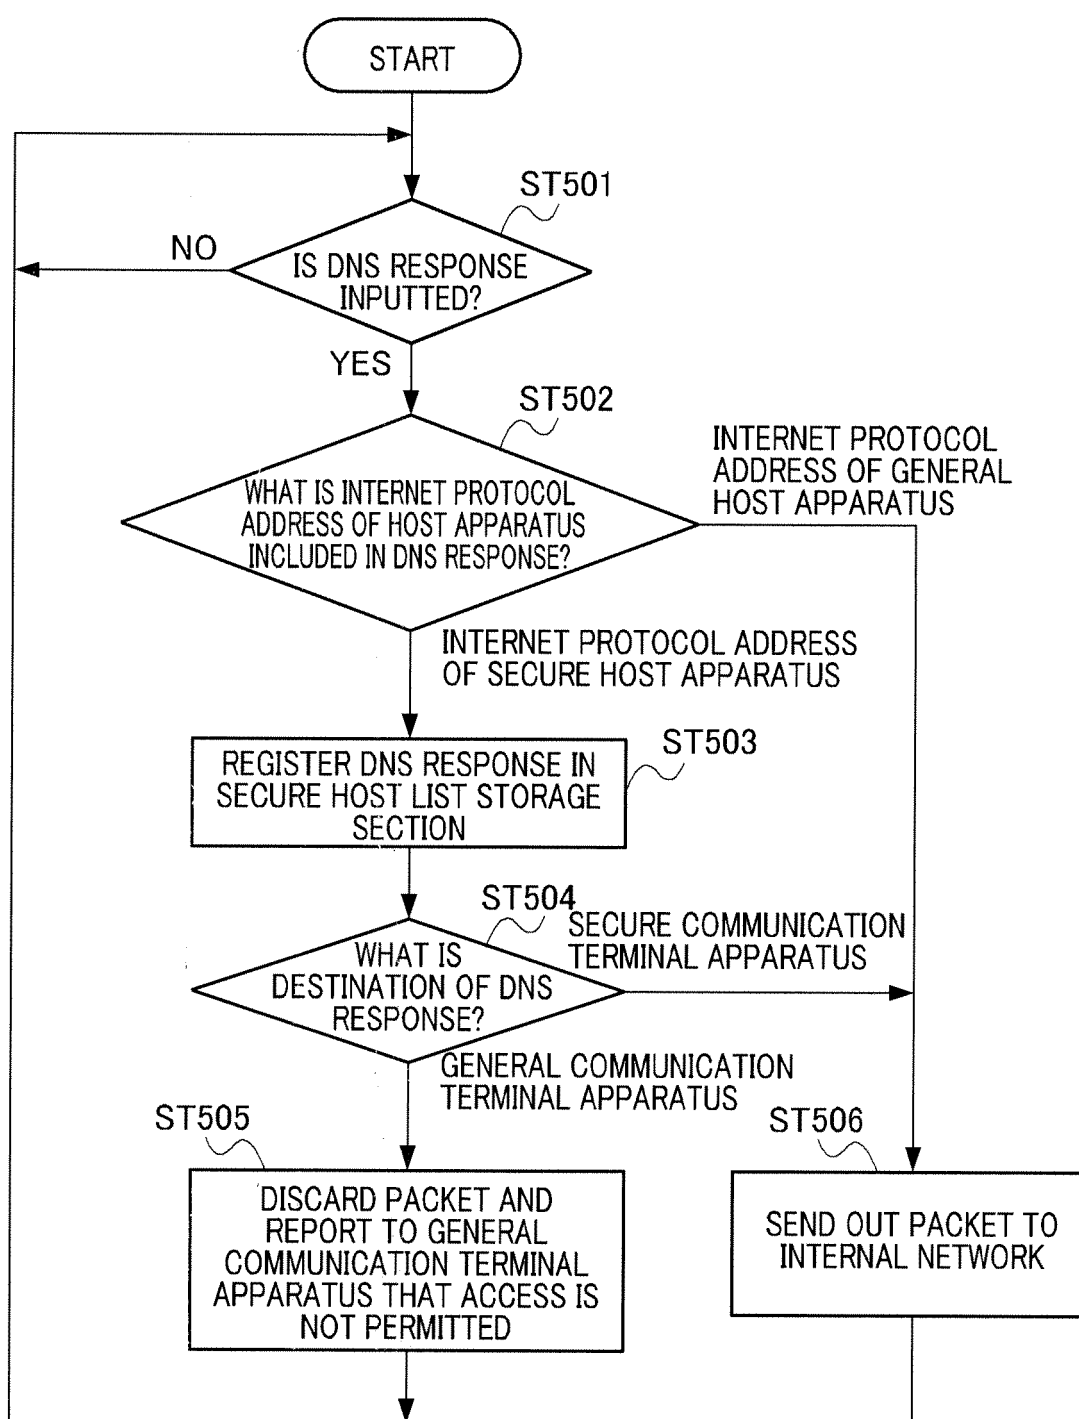 START
ST501
NO
IS DNS RESPONSE
INPUTTED?
YES
ST502
INTERNET PROTOCOL
ADDRESS OF GENERAL
HOST APPARATUS
WHAT IS INTERNET PROTOCOL
ADDRESS OF HOST APPARATUS
INCLUDED IN DNS RESPONSE?
INTERNET PROTOCOL ADDRESS
OF SECURE HOST APPARATUS
ST503
REGISTER DNS RESPONSE IN
SECURE HOST LIST STORAGE
SECTION
ST504
SECURE COMMUNICATION
TERMINAL APPARATUS
WHAT IS
DESTINATION OF DNS
RESPONSE?
GENERAL COMMUNICATION
TERMINAL APPARATUS
ST505
DISCARD PACKET AND
REPORT TO GENERAL
COMMUNICATION TERMINAL
APPARATUS THAT ACCESS IS
NOT PERMITTED
ST506
SEND OUT PACKET TO
INTERNAL NETWORK